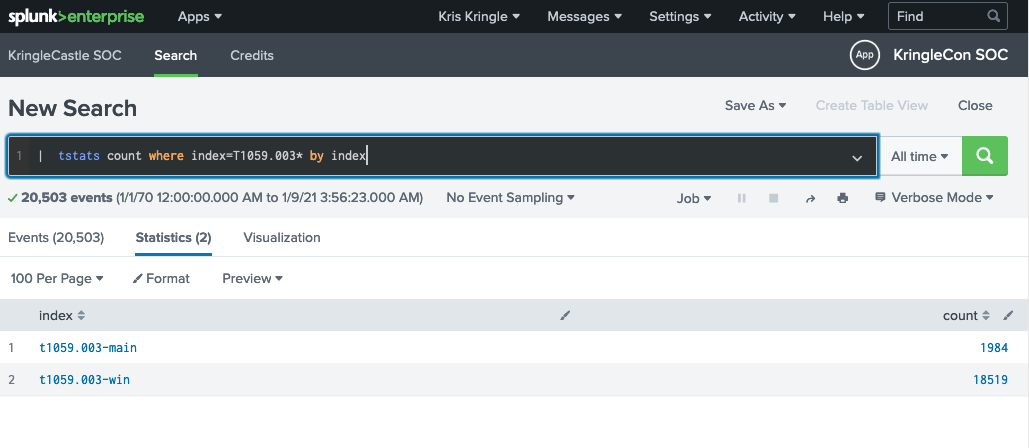 splunk>enterprise Apps Kris Kringle Messages Settings Activity Help Find
KringleCastle SOC Search Credits App KringleCon SOC
New Search Save As Create Table View Close
1 | tstats count where index=T1059.003* by index All time
20,503 events (1/1/70 12:00:00.000 AM to 1/9/21 3:56:23.000 AM) No Event Sampling Job Verbose Mode
Events (20,503) Statistics (2) Visualization
100 Per Page Format Preview
index count
1 t1059.003-main 1984
2 t1059.003-win 18519